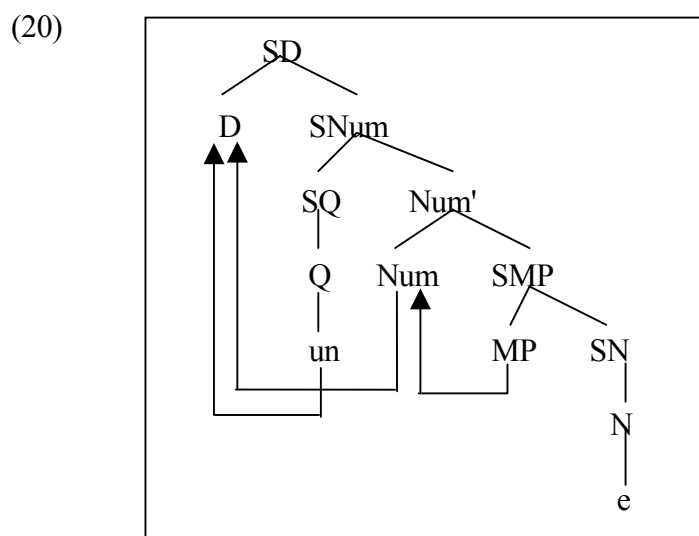 (20)
SD
D SNum
SQ Num'
Q Num SMP
un MP SN
N
e